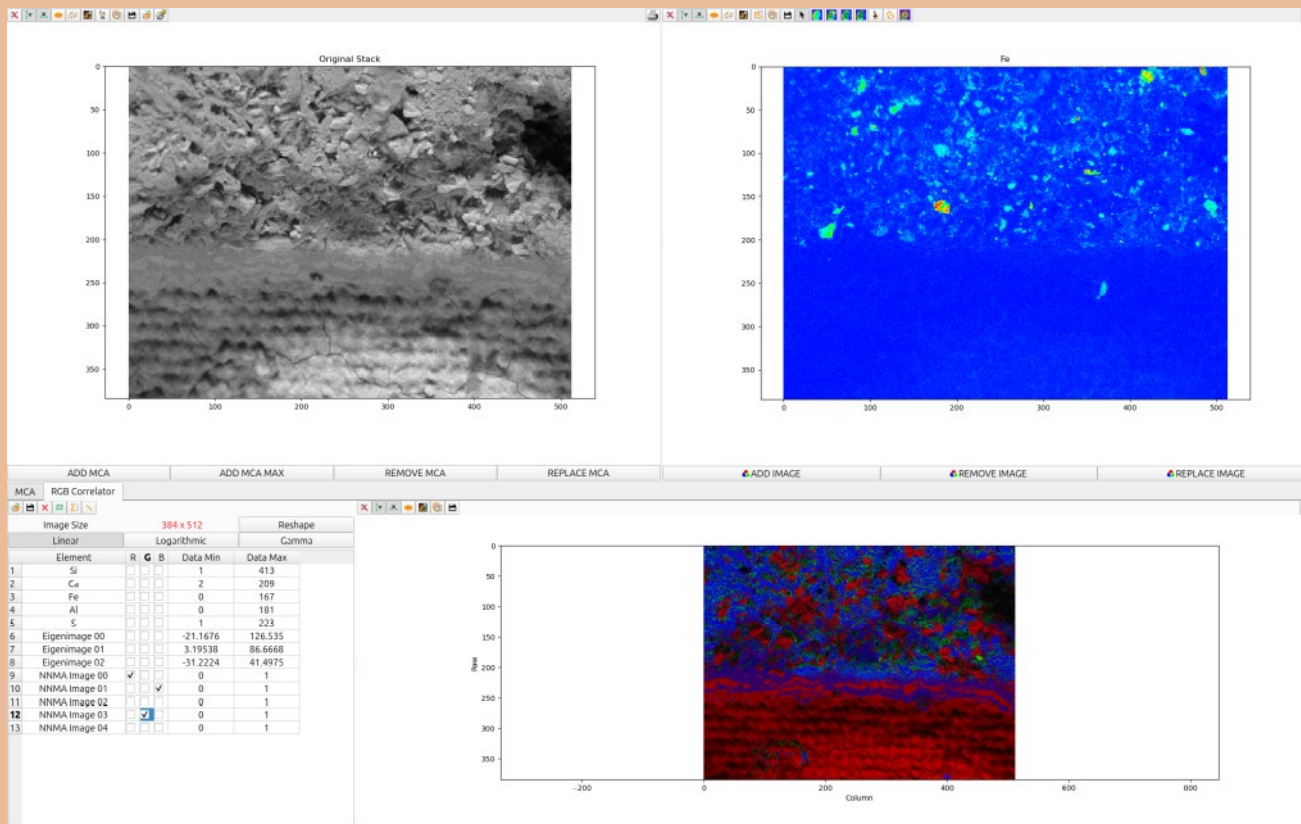 Original Stack
0
50
100
150
200
250
300
350
0 100 200 300 400 500
Fe
0
50
100
150
200
250
300
350
0 100 200 300 400 500
ADD MCA ADD MCA MAX REMOVE MCA REPLACE MCA
ADD IMAGE REMOVE IMAGE REPLACE IMAGE
MCA RGB Correlator
Image Size 384 x 512 Reshape
Linear Logarithmic Gamma
Element R G B Data Min Data Max
1 Si 1 413
2 Ca 2 209
3 Fe 0 167
4 Al 0 181
5 S 1 223
6 Eigenimage 00 -21.1676 126.535
7 Eigenimage 01 3.19538 86.6668
8 Eigenimage 02 -31.2224 41.4975
9 NNMA Image 00 0 1
10 NNMA Image 01 0 1
11 NNMA Image 02 0 1
12 NNMA Image 03 0 1
13 NNMA Image 04 0 1
0
50
100
150
200
250
300
350
Row
-200 0 200 400 600 800
Column